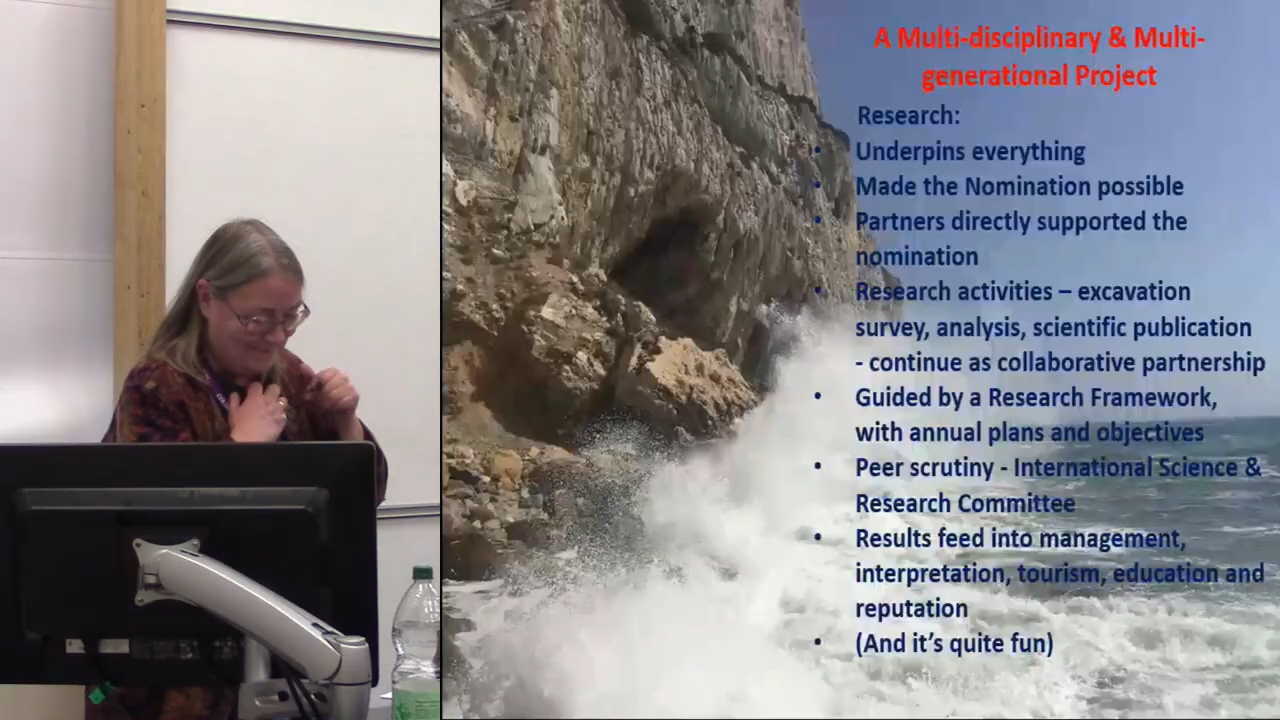 A Multi-disciplinary & Multi-
generational Project
Research:
• Underpins everything
• Made the Nomination possible
• Partners directly supported the
nomination
• Research activities – excavation
survey, analysis, scientific publication
- continue as collaborative partnership
• Guided by a Research Framework,
with annual plans and objectives
• Peer scrutiny - International Science &
Research Committee
• Results feed into management,
interpretation, tourism, education and
reputation
• (And it's quite fun)